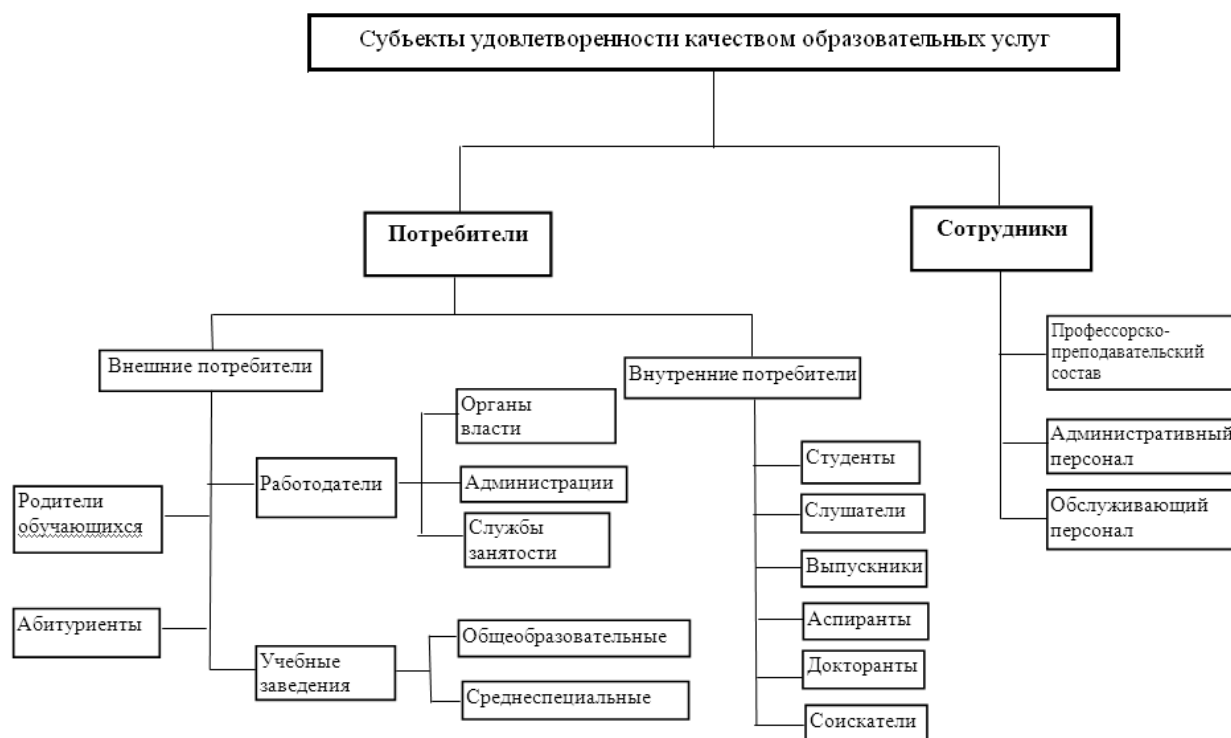 Субъекты удовлетворенности качеством образовательных услуг
Потребители
Сотрудники
Внешние потребители
Внутренние потребители
Родители
обучающихся
Абитуриенты
Работодатели
Органы
власти
Администрации
Службы
занятости
Учебные
заведения
Общеобразовательные
Среднеспециальные
Студенты
Слушатели
Выпускники
Аспиранты
Докторанты
Соискатели
Профессорско-
преподавательский
состав
Административный
персонал
Обслуживающий
персонал